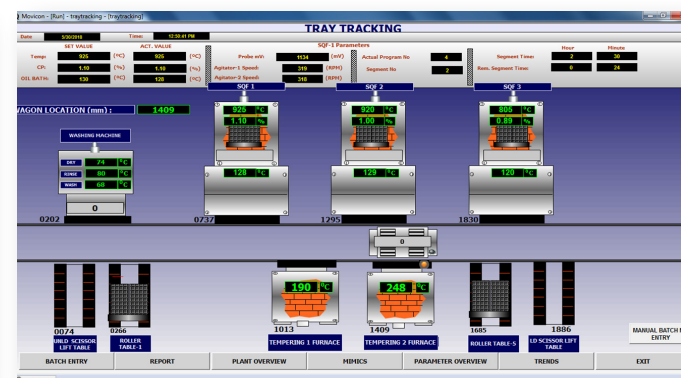 Movicon - [Run] - traytracking - [traytracking]
TRAY TRACKING
Date 5/30/2018 Time: 12:59:41 PM
SET VALUE ACT. VALUE SQF-1 Parameters Hour Minute
Temp: 925 (°C) 925 (°C) Probe mV: 1134 (mV) Actual Program No 4 Segment Time: 2 30
CP: 1.10 (%) 1.10 (%) Agitator-1 Speed: 319 (RPM) Segment No 2 Rem. Segment Time: 0 24
OIL BATH: 130 (°C) 128 (°C) Agitator-2 Speed: 318 (RPM)
SQF 1 SQF 2 SQF 3
WAGON LOCATION (mm) : 1409
925 °C 920 °C 805 °C
1.10 % 1.00 % 0.89 %
WASHING MACHINE
DRY 74 °C
RINSE 80 °C
WASH 68 °C
128 °C 129 °C 120 °C
0
0202 0737 1295 1830
0
190 °C 248 °C
0074 0266 1013 1409 1685 1886
UNLD SCISSOR LIFT TABLE
ROLLER TABLE-1
TEMPERING 1 FURNACE
TEMPERING 2 FURNACE
ROLLER TABLE-5
LD SCISSOR LIFT TABLE
MANUAL BATCH
ENTRY
BATCH ENTRY REPORT PLANT OVERVIEW MIMICS PARAMETER OVERVIEW TRENDS EXIT